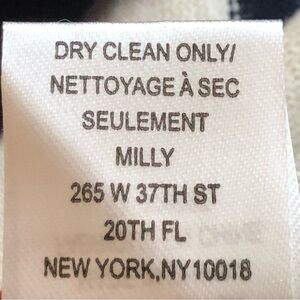 DRY CLEAN ONLY/
NETTOYAGE À SEC
SEULEMENT
MILLY
265 W 37TH ST
20TH FL
NEW YORK,NY10018